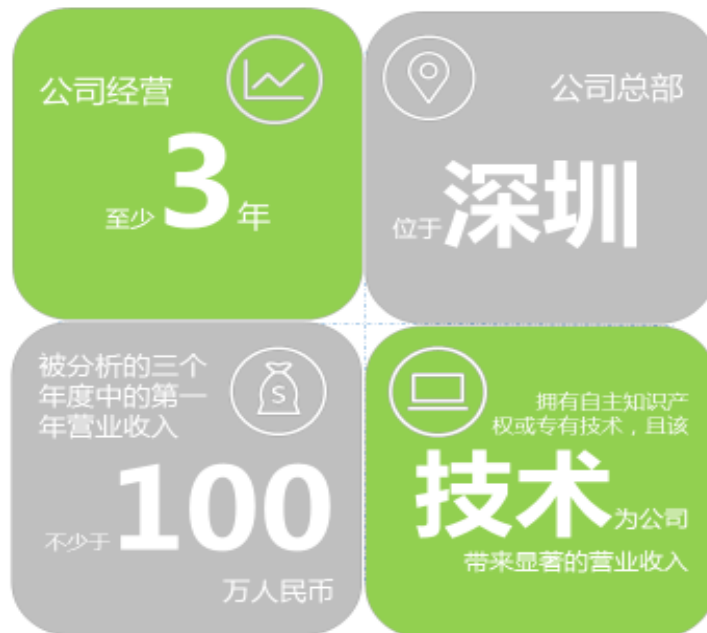 公司经营
至少3年
公司总部
位于深圳
被分析的三个
年度中的第一
年营业收入
不少于100
万人民币
拥有自主知识产
权或专有技术，且该
技术为公司
带来显著的营业收入